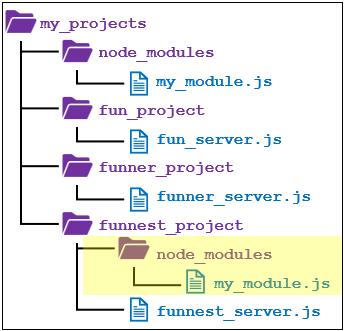 my_projects
node_modules
my_module.js
fun_project
fun_server.js
funner_project
funner_server.js
funnest_project
node_modules
my_module.js
funnest_server.js